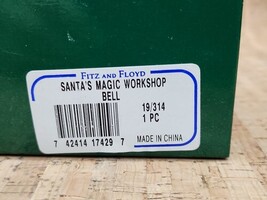 FITZ AND FLOYD
SANTA'S MAGIC WORKSHOP
BELL
19/314
1 PC
7 42414 17429 7
MADE IN CHINA